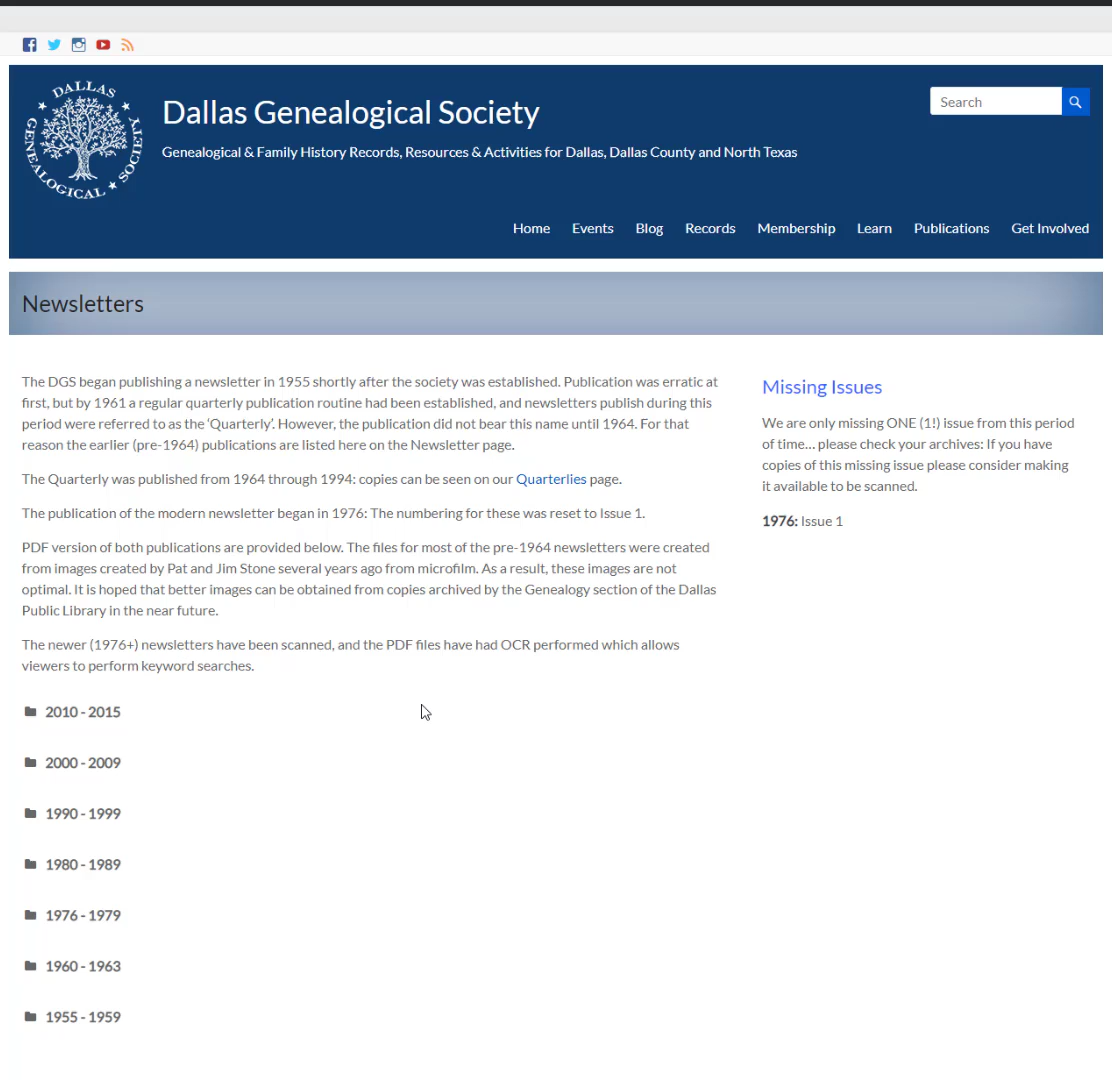 DALLAS GENEALOGICAL SOCIETY
Dallas Genealogical Society
Search
Genealogical & Family History Records, Resources & Activities for Dallas, Dallas County and North Texas
Home Events Blog Records Membership Learn Publications Get Involved
Newsletters
The DGS began publishing a newsletter in 1955 shortly after the society was established. Publication was erratic at
first, but by 1961 a regular quarterly publication routine had been established, and newsletters publish during this
period were referred to as the ‘Quarterly’. However, the publication did not bear this name until 1964. For that
reason the earlier (pre-1964) publications are listed here on the Newsletter page.
The Quarterly was published from 1964 through 1994: copies can be seen on our Quarterlies page.
The publication of the modern newsletter began in 1976: The numbering for these was reset to Issue 1.
PDF version of both publications are provided below. The files for most of the pre-1964 newsletters were created
from images created by Pat and Jim Stone several years ago from microfilm. As a result, these images are not
optimal. It is hoped that better images can be obtained from copies archived by the Genealogy section of the Dallas
Public Library in the near future.
The newer (1976+) newsletters have been scanned, and the PDF files have had OCR performed which allows
viewers to perform keyword searches.
2010 - 2015
2000 - 2009
1990 - 1999
1980 - 1989
1976 - 1979
1960 - 1963
1955 - 1959
Missing Issues
We are only missing ONE (1!) issue from this period
of time... please check your archives: If you have
copies of this missing issue please consider making
it available to be scanned.
1976: Issue 1